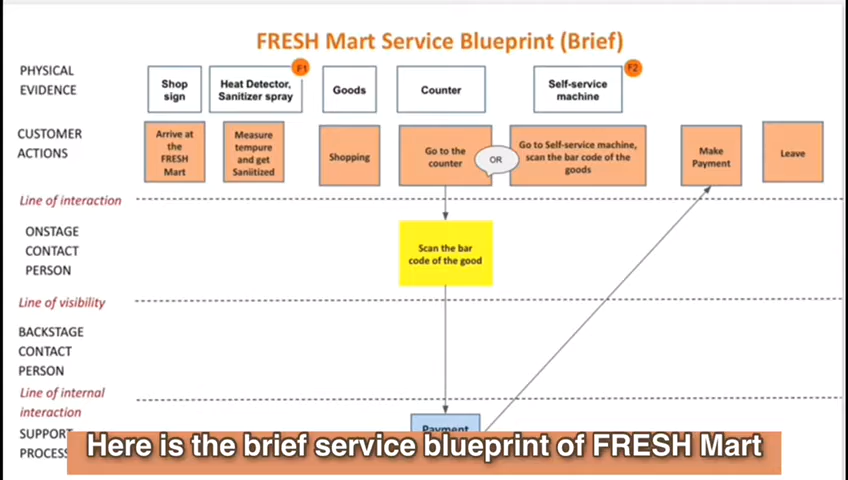 FRESH Mart Service Blueprint (Brief)
PHYSICAL
EVIDENCE
Shop
sign
Heat Detector,
Sanitizer spray
F1
Goods
Counter
Self-service
machine
F2
CUSTOMER
ACTIONS
Arrive at
the
FRESH
Mart
Measure
tempure
and get
Saniitized
Shopping
Go to the
counter
OR
Go to Self-service machine,
scan the bar code of the
goods
Make
Payment
Leave
Line of interaction
ONSTAGE
CONTACT
PERSON
Scan the bar
code of the good
Line of visibility
BACKSTAGE
CONTACT
PERSON
Line of internal
interaction
SUPPORT
PROCESS
Payment
Here is the brief service blueprint of FRESH Mart